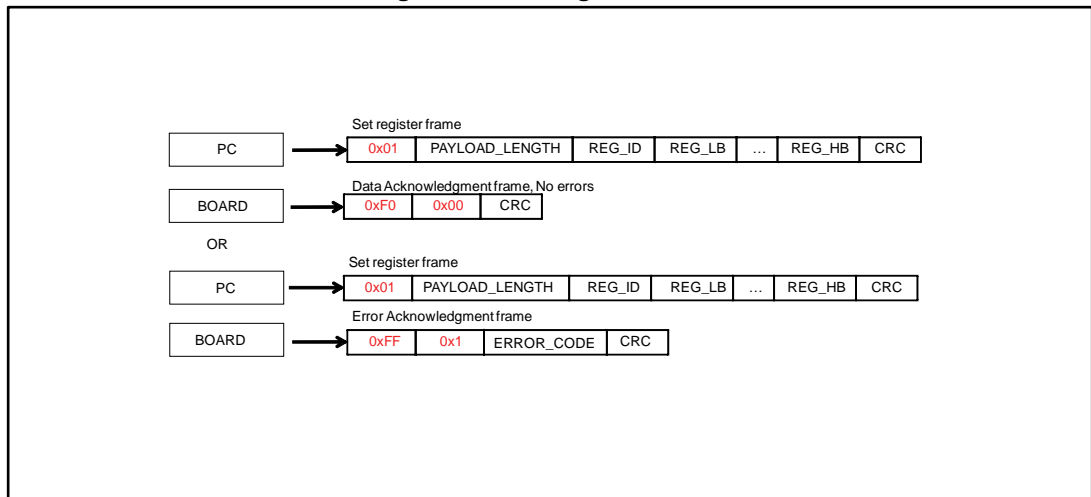 Set register frame
PC 0x01 PAYLOAD_LENGTH REG_ID REG_LB ... REG_HB CRC
Data Acknowledgment frame, No errors
BOARD 0xF0 0x00 CRC
OR
Set register frame
PC 0x01 PAYLOAD_LENGTH REG_ID REG_LB ... REG_HB CRC
Error Acknowledgment frame
BOARD 0xFF 0x1 ERROR_CODE CRC